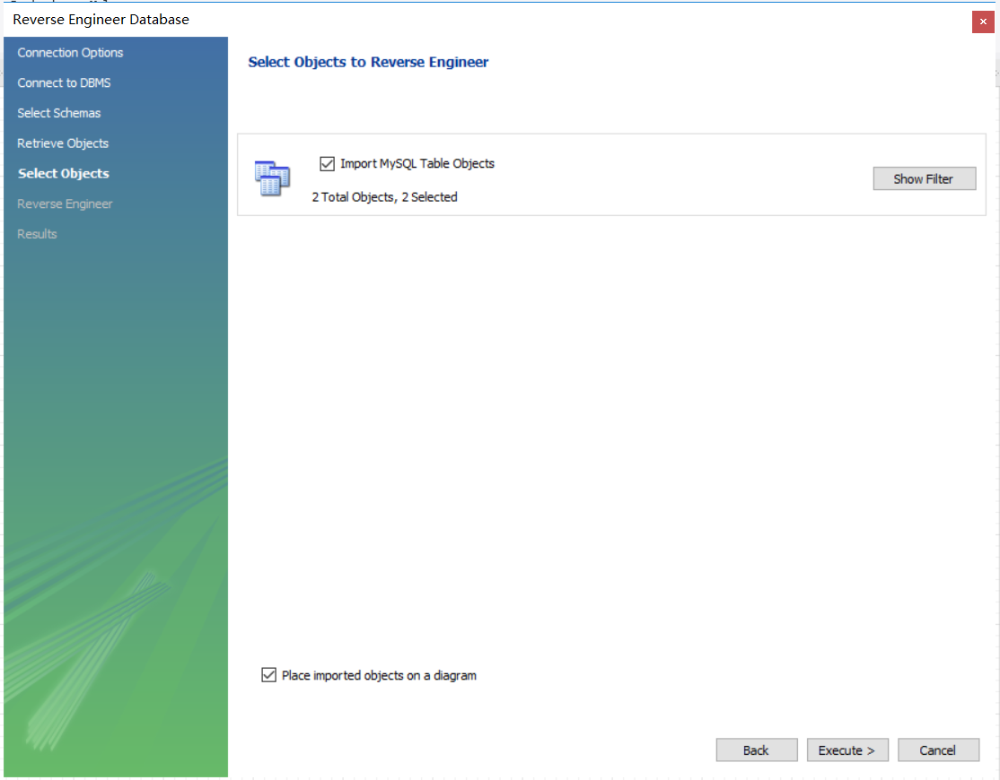 Reverse Engineer Database
Connection Options
Connect to DBMS
Select Schemas
Retrieve Objects
Select Objects
Reverse Engineer
Results
Select Objects to Reverse Engineer
Import MySQL Table Objects
2 Total Objects, 2 Selected
Show Filter
Place imported objects on a diagram
Back
Execute >
Cancel